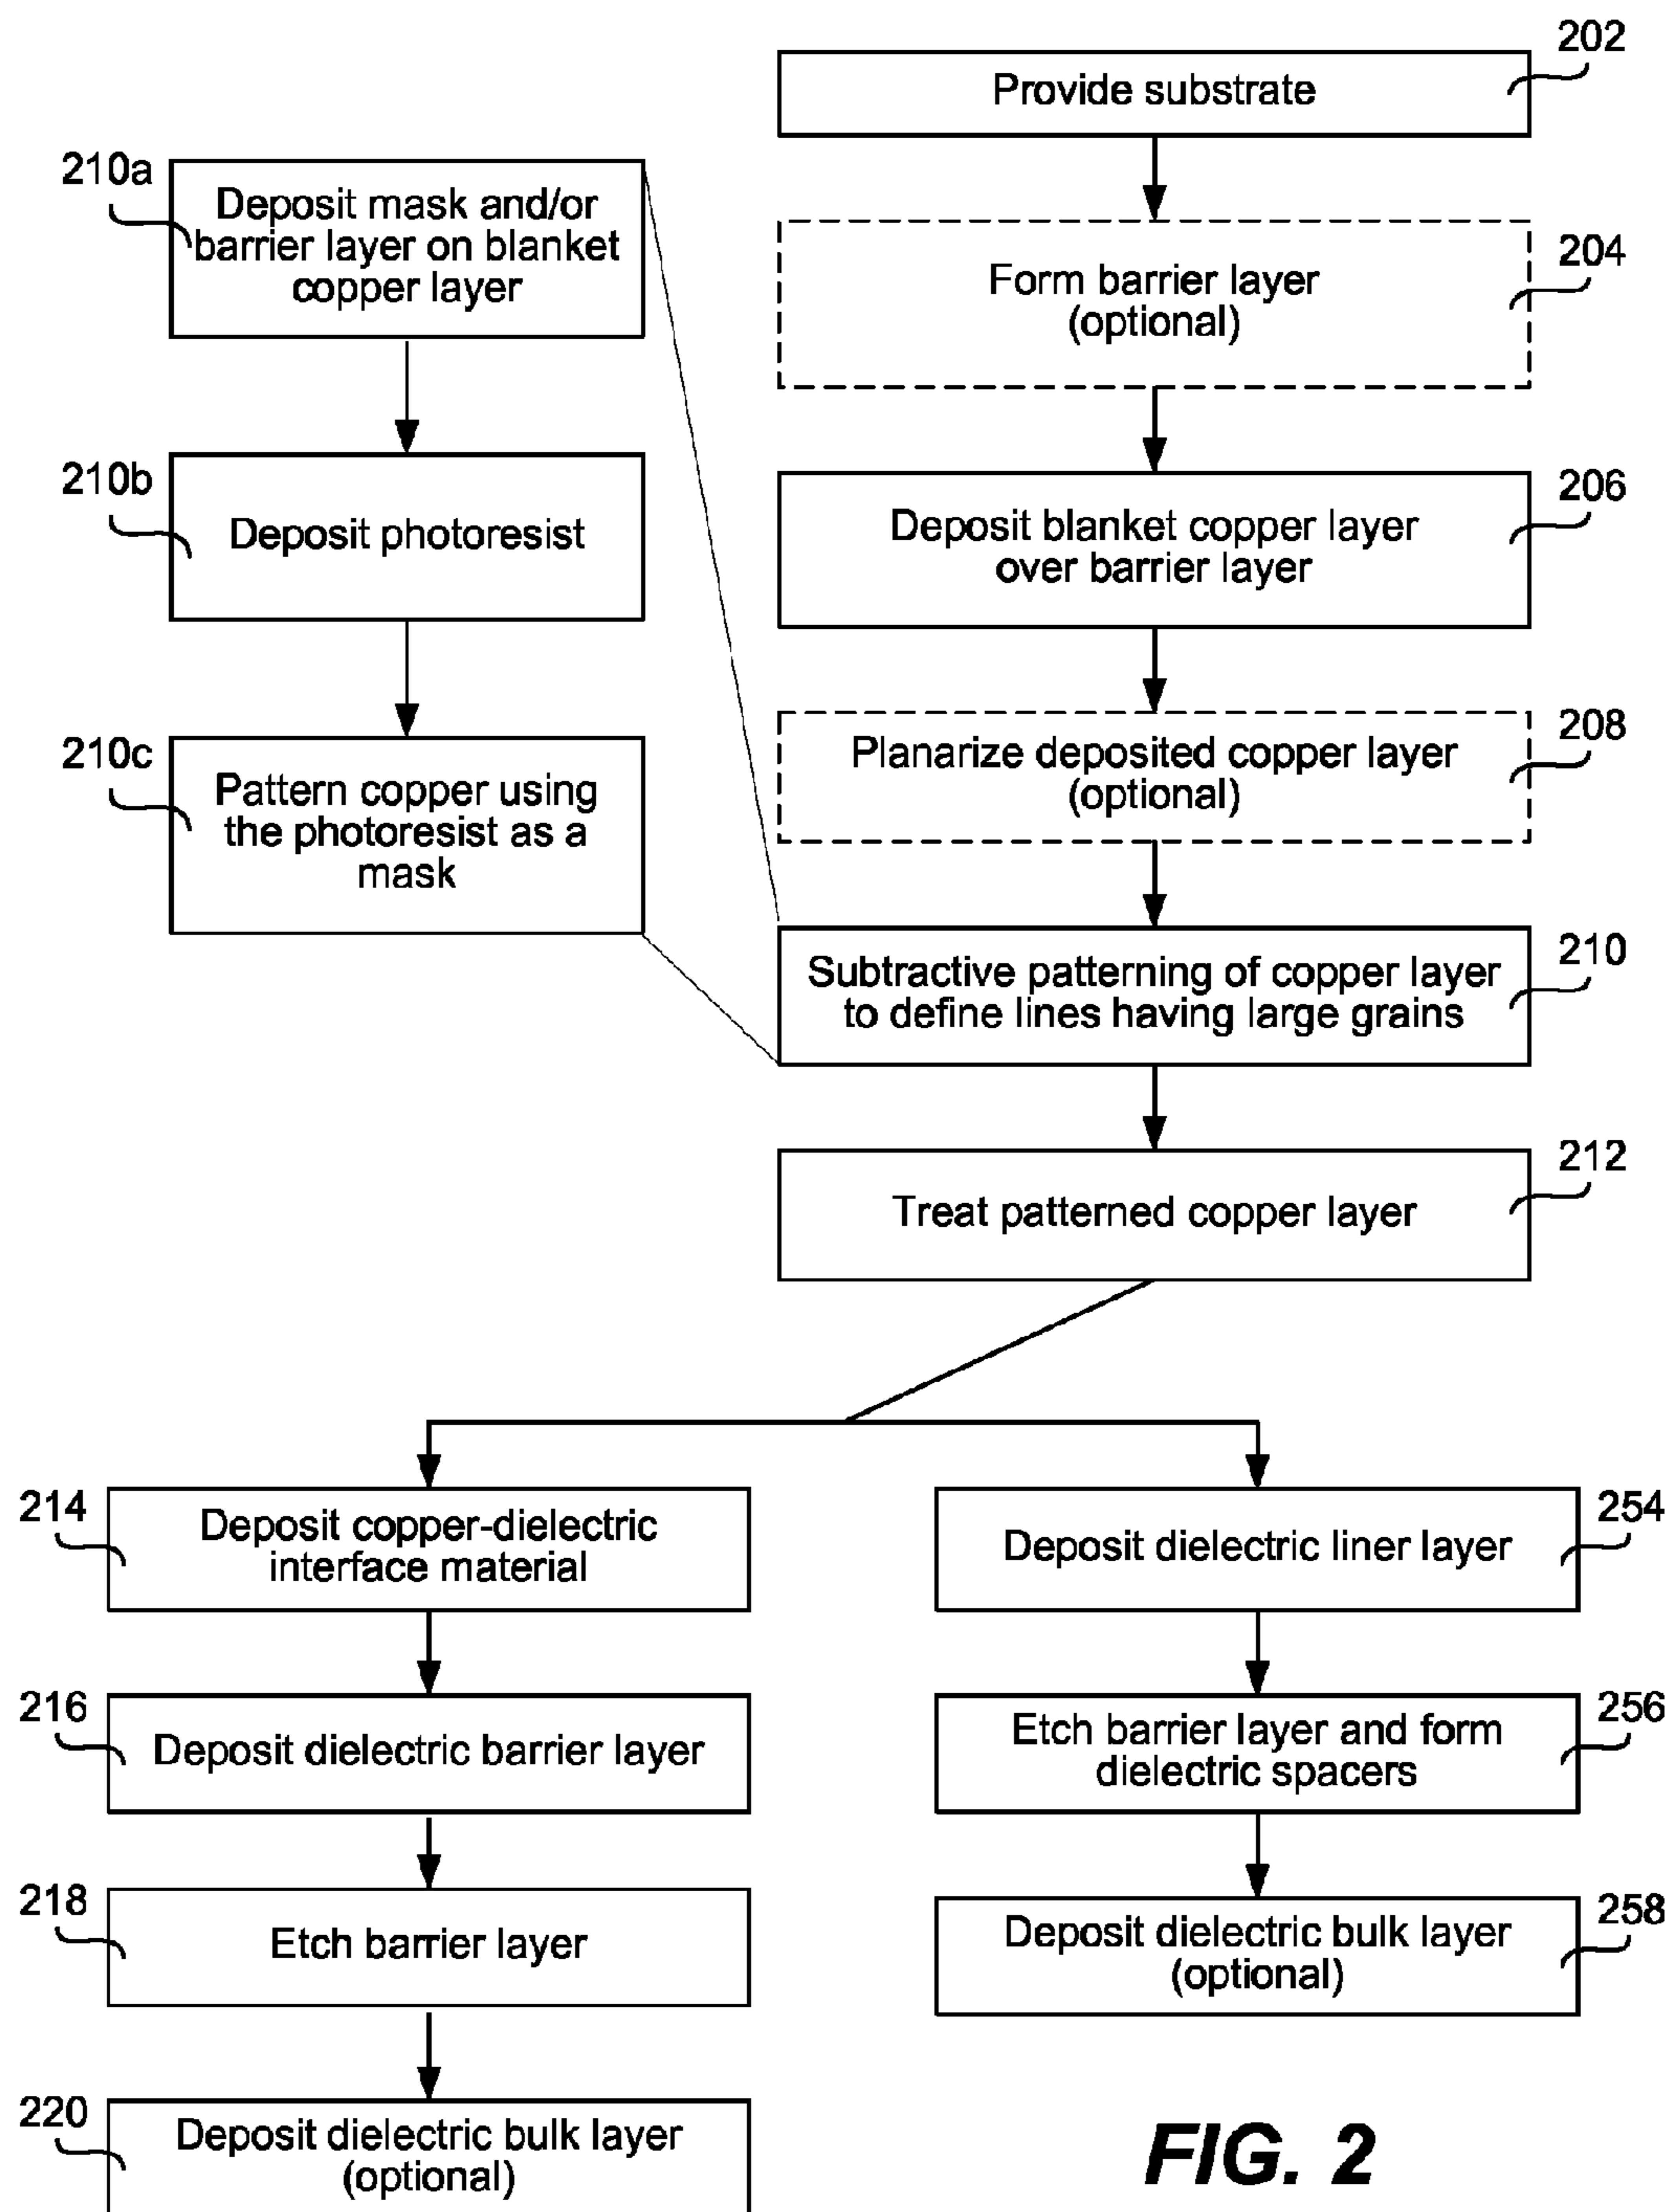 202
Provide substrate
204
Form barrier layer
(optional)
206
Deposit blanket copper layer
over barrier layer
208
Planarize deposited copper layer
(optional)
210
Subtractive patterning of copper layer
to define lines having large grains
210a
Deposit mask and/or
barrier layer on blanket
copper layer
210b
Deposit photoresist
210c
Pattern copper using
the photoresist as a
mask
212
Treat patterned copper layer
214
Deposit copper-dielectric
interface material
216
Deposit dielectric barrier layer
218
Etch barrier layer
220
Deposit dielectric bulk layer
(optional)
254
Deposit dielectric liner layer
256
Etch barrier layer and form
dielectric spacers
258
Deposit dielectric bulk layer
(optional)
FIG. 2